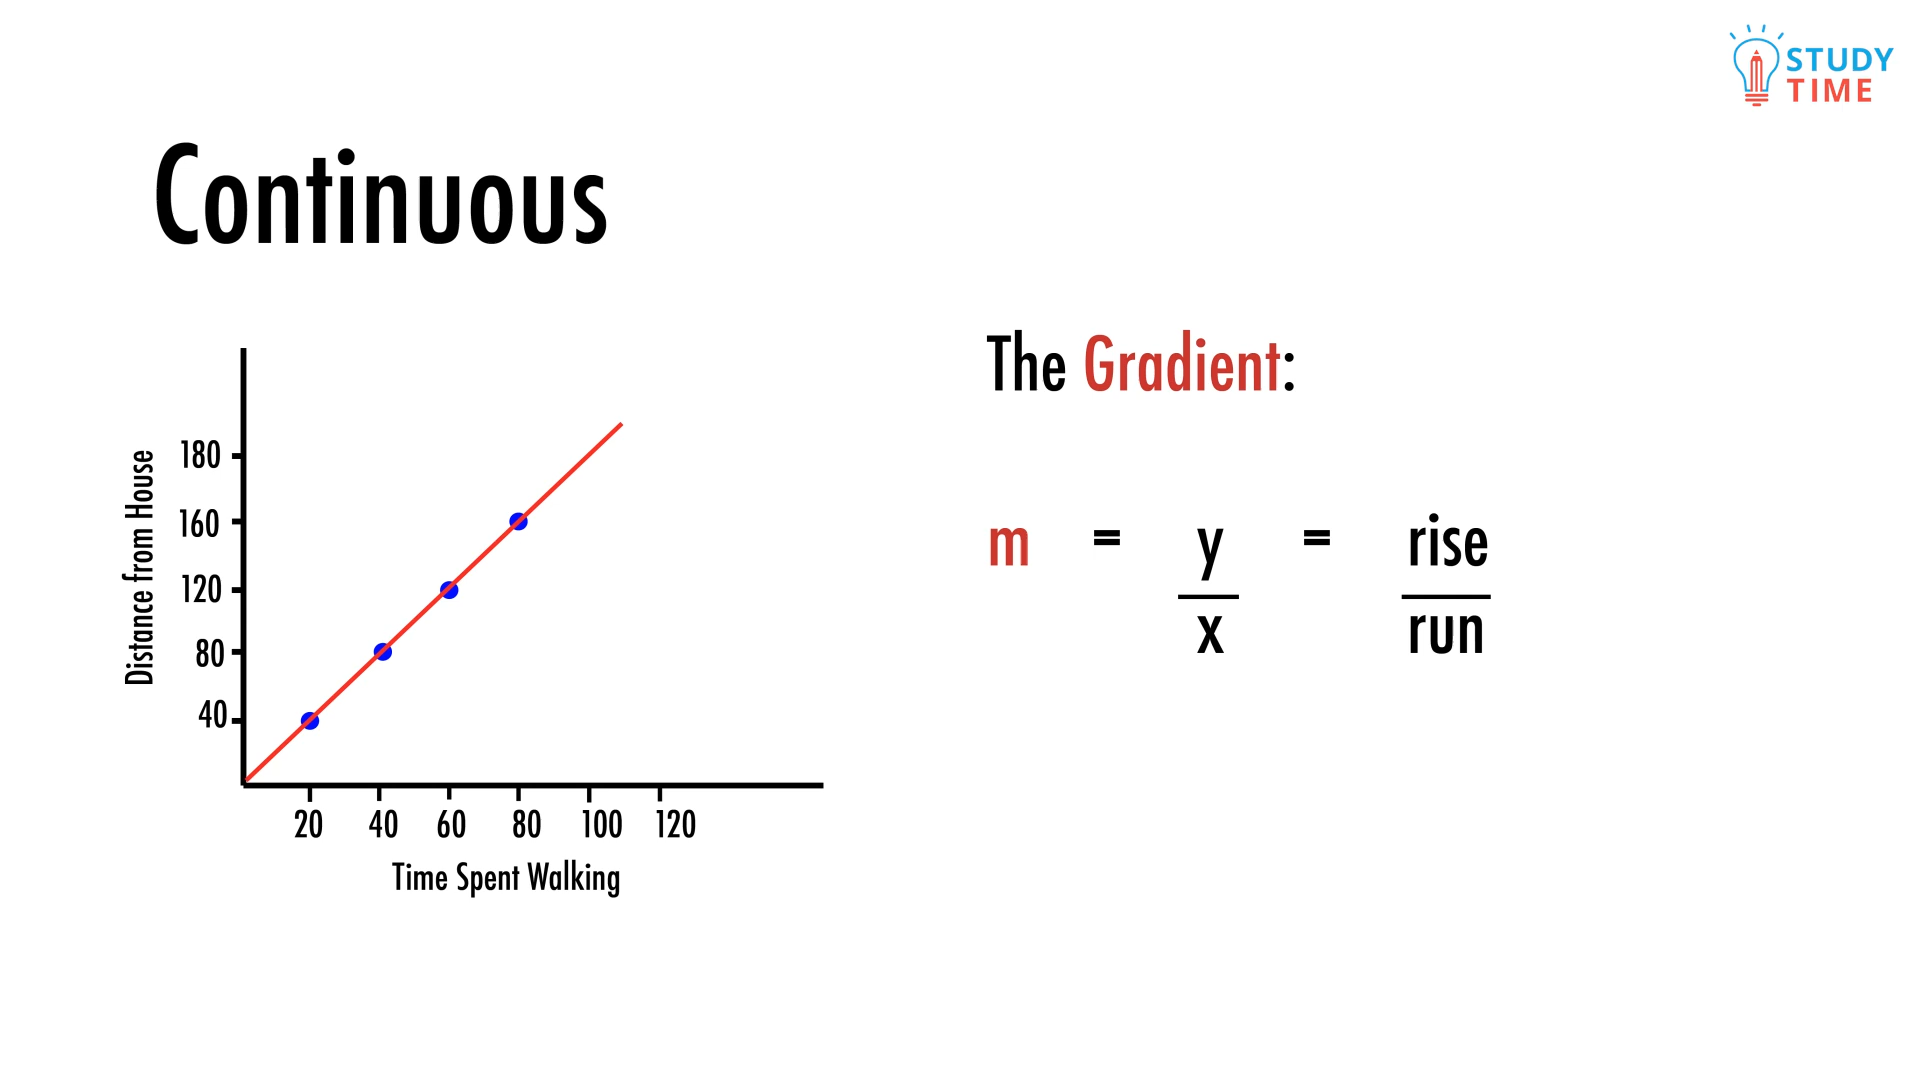 STUDY
TIME
Continuous
The Gradient:
m = y = rise
x run
Distance from House
180
160
120
80
40
20 40 60 80 100 120
Time Spent Walking